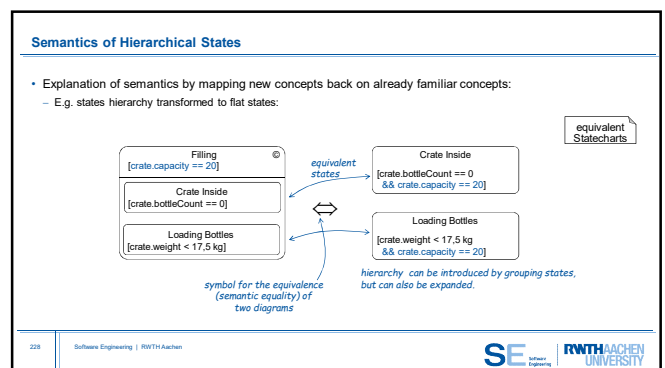 Semantics of Hierarchical States
• Explanation of semantics by mapping new concepts back on already familiar concepts:
– E.g. states hierarchy transformed to flat states:
equivalent
Statecharts
Filling ©
[crate.capacity == 20]
Crate Inside
[crate.bottleCount == 0]
Loading Bottles
[crate.weight < 17,5 kg]
equivalent
states
⇔
Crate Inside
[crate.bottleCount == 0
&& crate.capacity == 20]
Loading Bottles
[crate.weight < 17,5 kg
&& crate.capacity == 20]
symbol for the equivalence
(semantic equality) of
two diagrams
hierarchy can be introduced by grouping states,
but can also be expanded.
228 Software Engineering | RWTH Aachen
SE Software
Engineering
RWTHAACHEN
UNIVERSITY